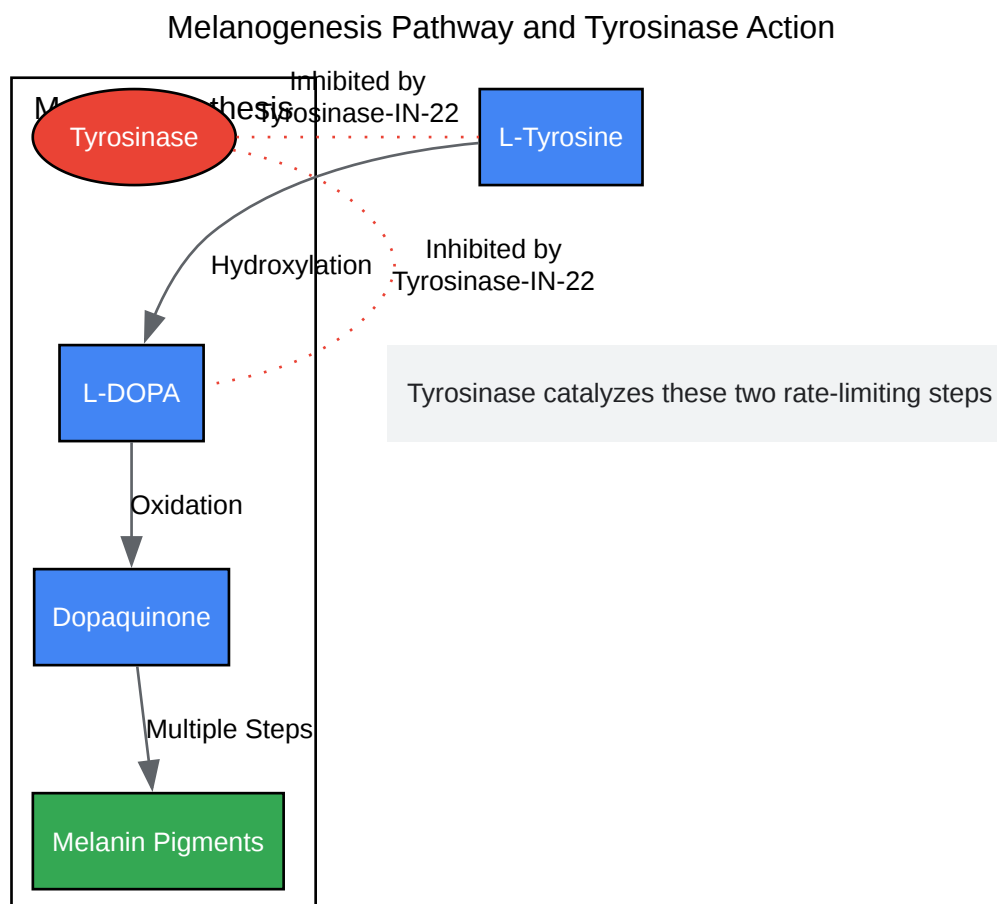 Melanogenesis Pathway and Tyrosinase Action
Inhibited by
Tyrosinase-IN-22
Tyrosinase
L-Tyrosine
Inhibited by
Tyrosinase-IN-22
Hydroxylation
L-DOPA
Tyrosinase catalyzes these two rate-limiting steps
Oxidation
Dopaquinone
Multiple Steps
Melanin Pigments